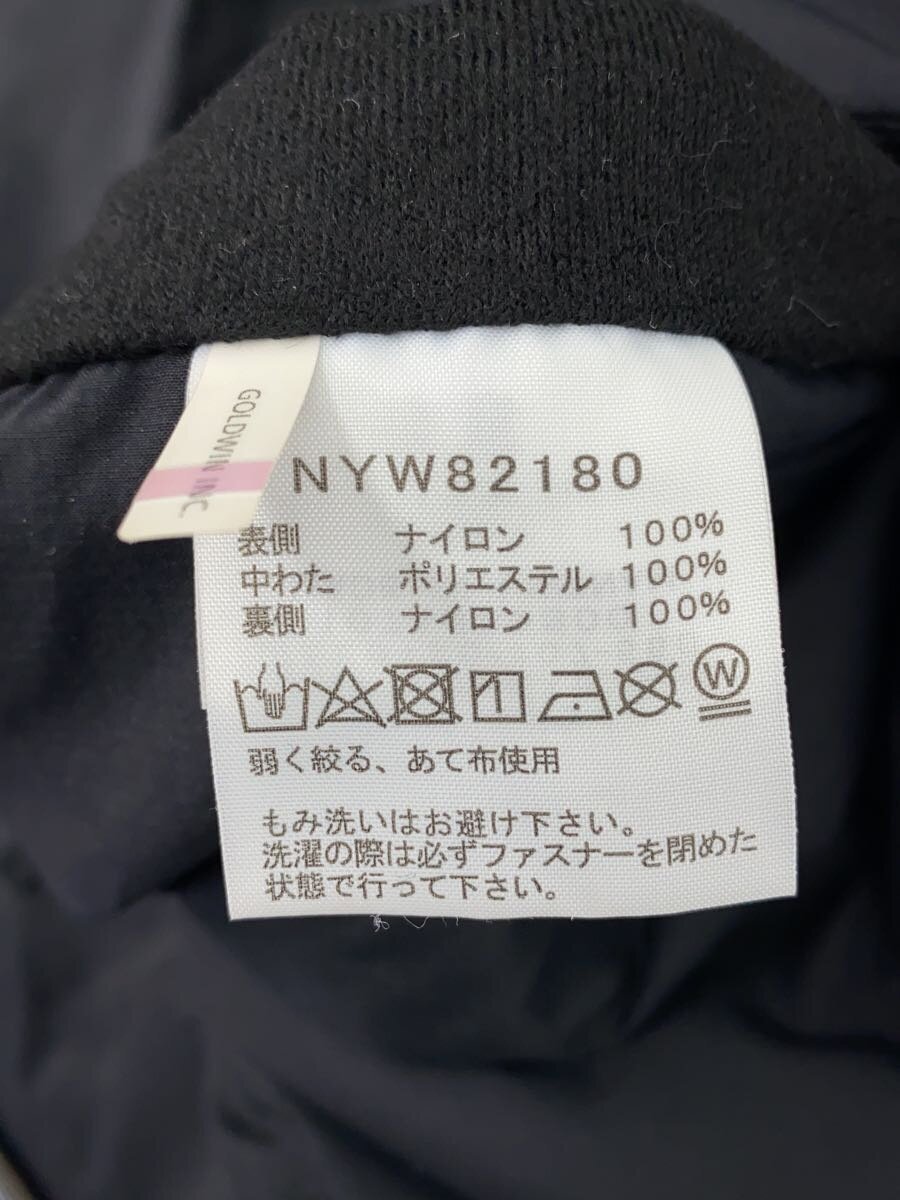 GOLDWIN INC.
NYW82180
表側 ナイロン 100%
中わた ポリエステル 100%
裏側 ナイロン 100%
W
弱く絞る、あて布使用
もみ洗いはお避け下さい。
洗濯の際は必ずファスナーを閉めた
状態で行って下さい。